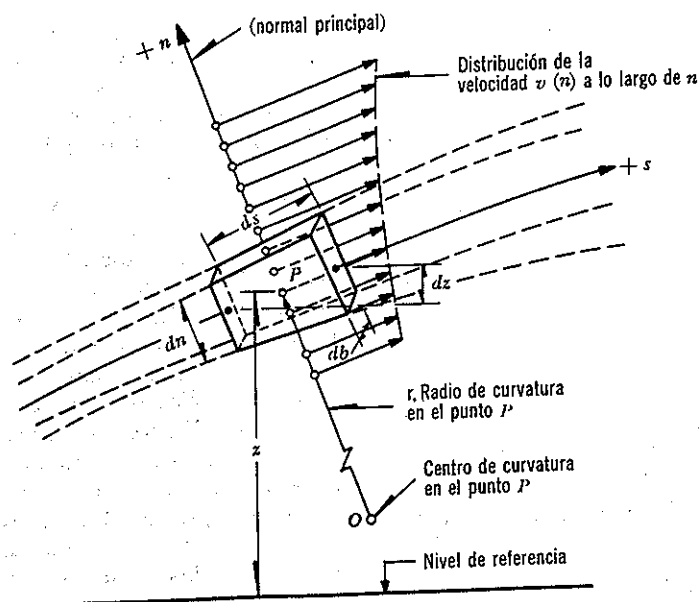 + n
(normal principal)
Distribución de la
velocidad v (n) a lo largo de n
+ s
ds
P
dz
dn
db
z
r, Radio de curvatura
en el punto P
Centro de curvatura
en el punto P
O
Nivel de referencia